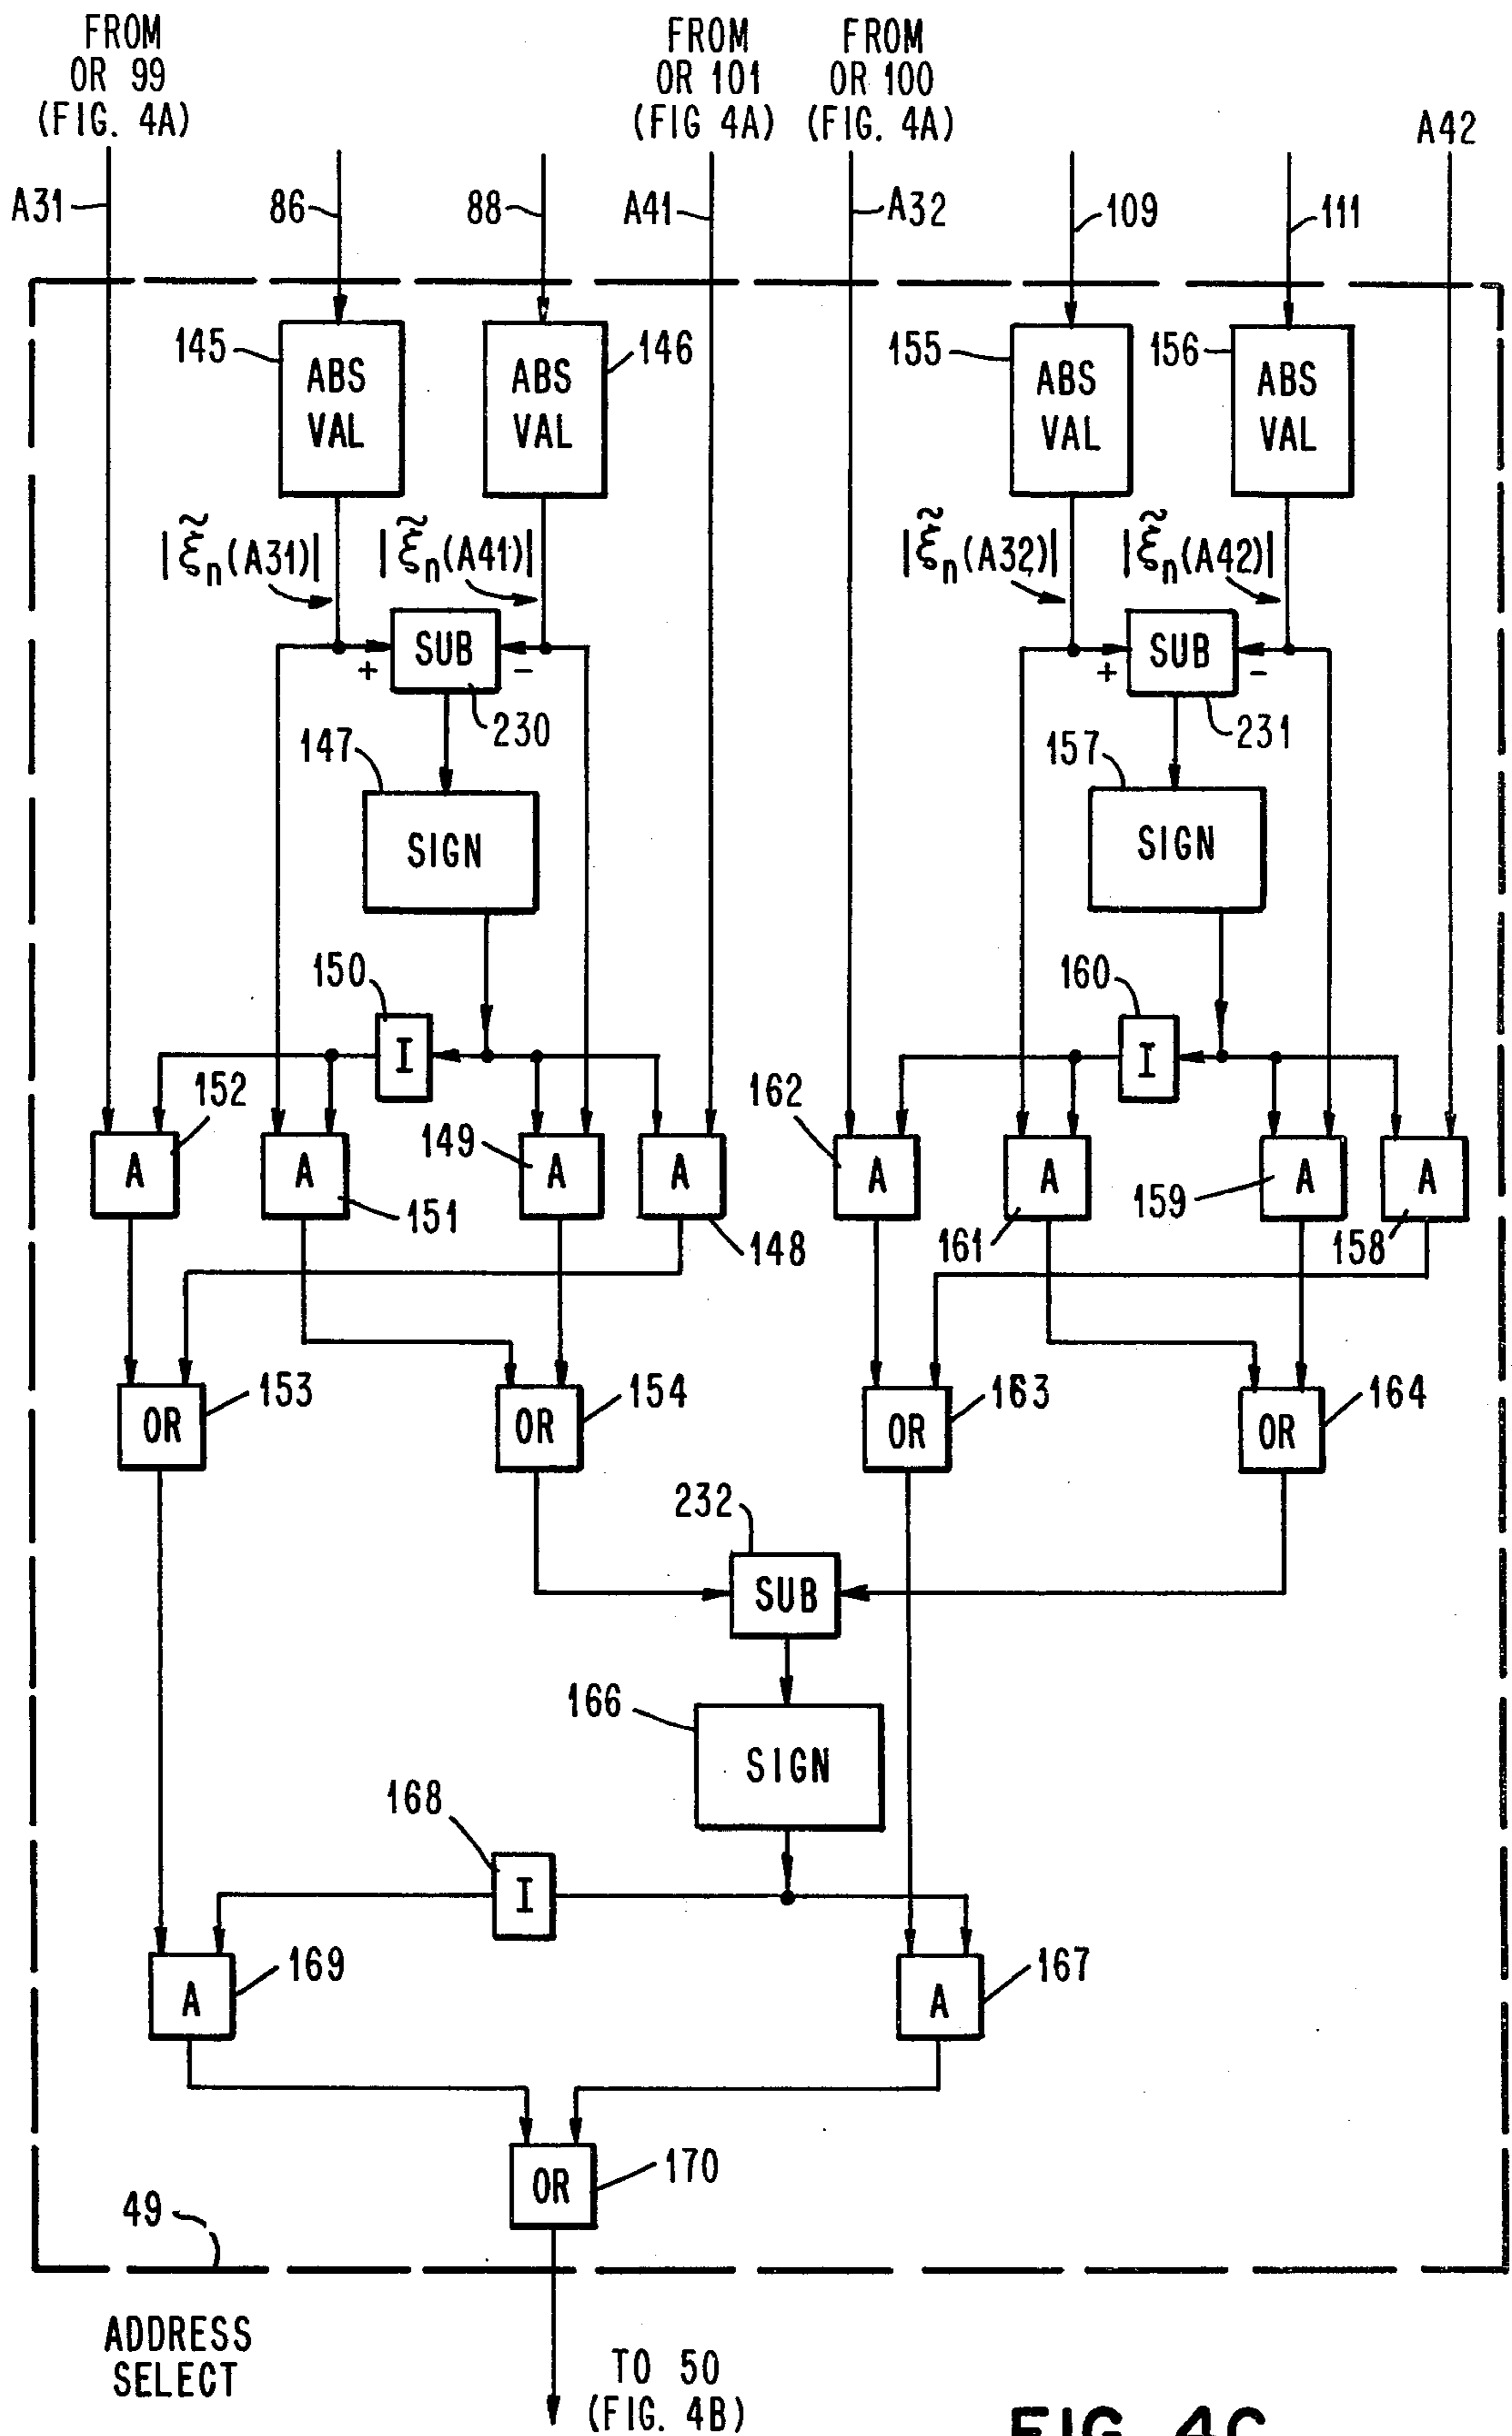 FROM
OR 99
(FIG. 4A)
FROM
OR 101
(FIG 4A)
FROM
OR 100
(FIG. 4A)
A42
A31
86
88
A41
A32
109
111
145
ABS
VAL
ABS
VAL
146
155
ABS
VAL
156
ABS
VAL
|ξ̃n(A31)|
|ξ̃n(A41)|
|ξ̃n(A32)|
|ξ̃n(A42)|
+
SUB
−
230
+
SUB
−
231
147
SIGN
157
SIGN
150
I
160
I
152
A
A
151
149
A
A
148
162
A
A
161
159
A
A
158
OR
153
OR
154
OR
163
OR
164
232
SUB
166
SIGN
168
I
A
169
A
167
OR
170
49
ADDRESS
SELECT
TO 50
(FIG. 4B)
FIG. 4C